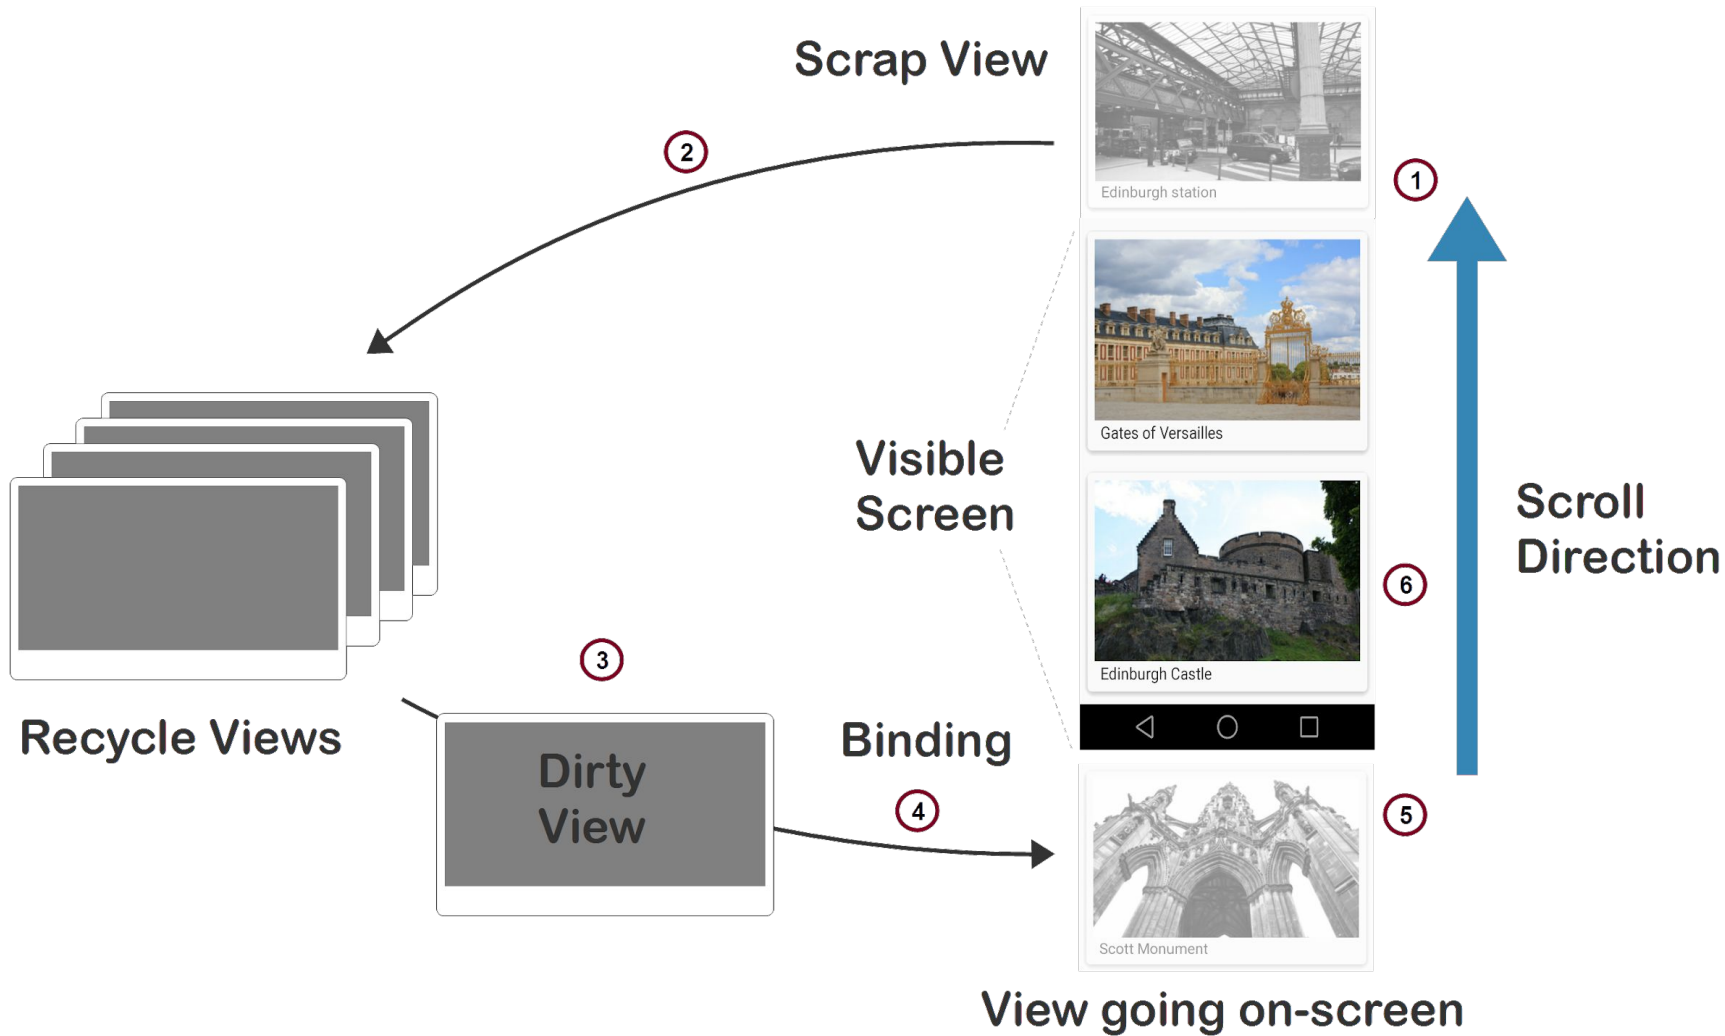 Scrap View
2
Edinburgh station
1
Gates of Versailles
Visible
Screen
Scroll
Direction
Edinburgh Castle
6
3
Recycle Views
Dirty
View
Binding
4
5
Scott Monument
View going on-screen